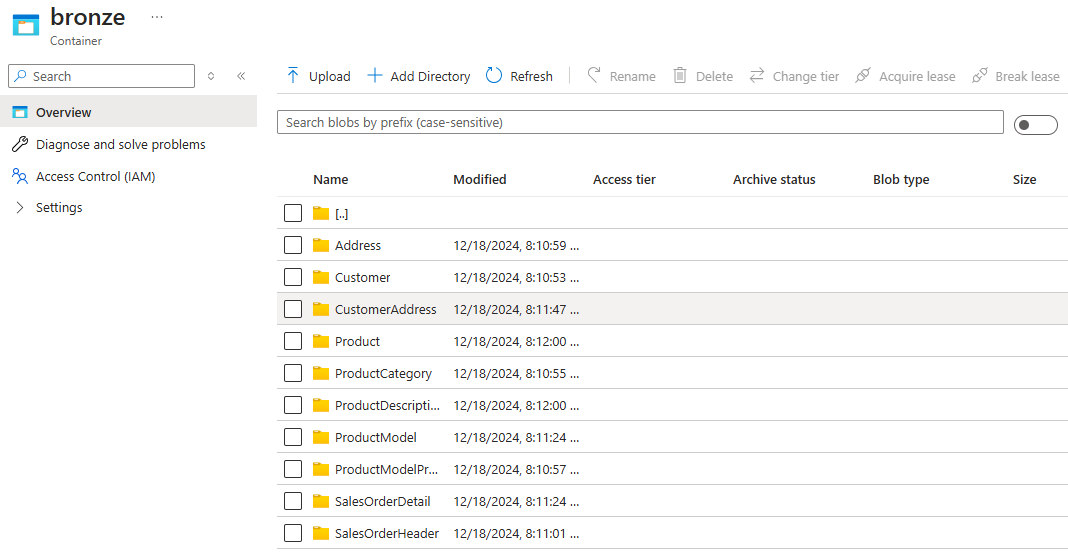 bronze ...
Container
Search
Upload Add Directory Refresh Rename Delete Change tier Acquire lease Break lease
Overview
Diagnose and solve problems
Access Control (IAM)
Settings
Search blobs by prefix (case-sensitive)
Name Modified Access tier Archive status Blob type Size
[..]
Address 12/18/2024, 8:10:59 ...
Customer 12/18/2024, 8:10:53 ...
CustomerAddress 12/18/2024, 8:11:47 ...
Product 12/18/2024, 8:12:00 ...
ProductCategory 12/18/2024, 8:10:55 ...
ProductDescripti... 12/18/2024, 8:12:00 ...
ProductModel 12/18/2024, 8:11:24 ...
ProductModelPr... 12/18/2024, 8:10:57 ...
SalesOrderDetail 12/18/2024, 8:11:24 ...
SalesOrderHeader 12/18/2024, 8:11:01 ...